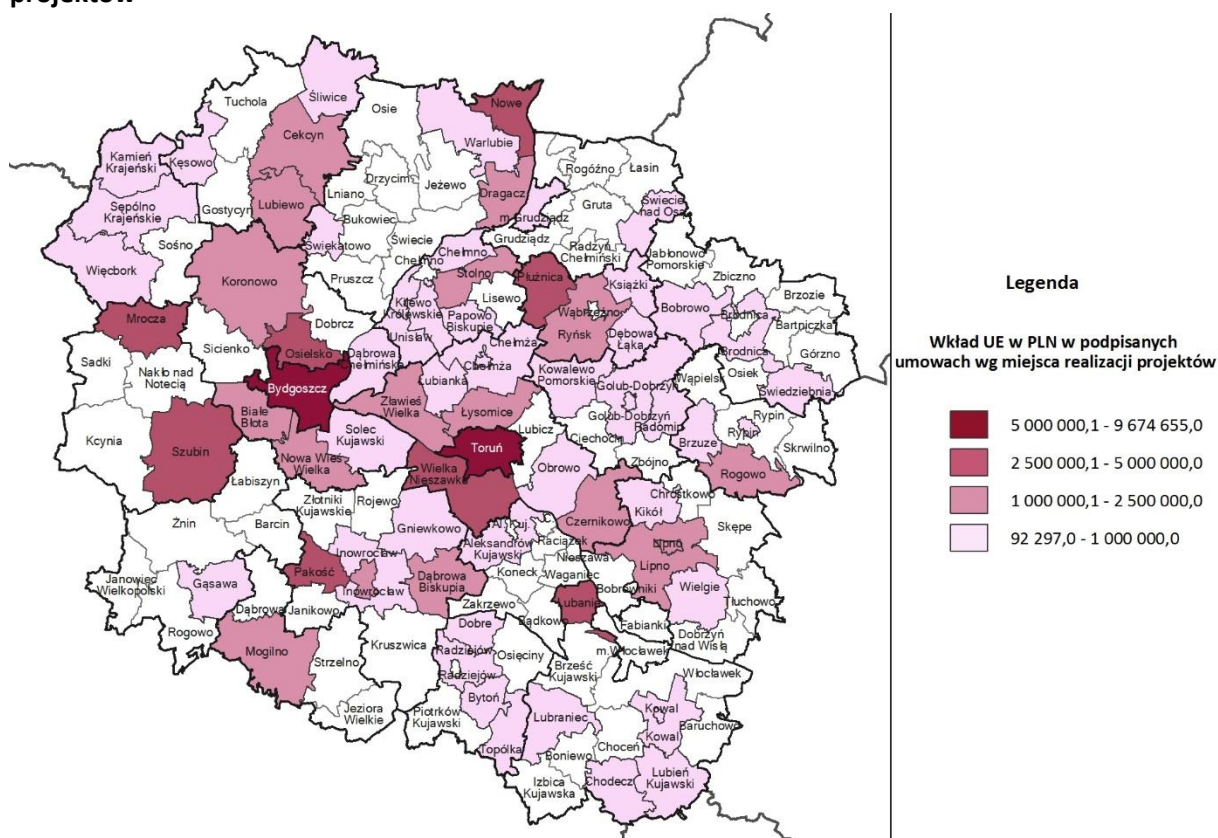 projektów
Śliwice
Tuchola
Osie
Nowe
Cekcyn
Warlubie
Kamień
Krajeński
Kęsowo
Rogóźno
Łasin
Drzycim
Lniano
Jeżewo
Dragacz
Gostycyn
Lubiewo
m.Grudziądz
Gruta
Świecie
nad Osą
Sępólno
Krajeńskie
Bukowiec
Sośno
Świekatowo
Świecie
Grudziądz
Radzyń
Chełmiński
Jabłonowo
Pomorskie
Więcbork
Chełmno
Chełmno
Zbiczno
Koronowo
Pruszcz
Stolno
Płużnica
Książki
Brzozie
Lisewo
Kijewo
Królewskie
Bobrowo
Brodnica
Bartniczka
Mrocza
Dobrcz
Papowo
Biskupie
Wąbrzeźno
Ryńsk
Dębowa
Łąka
Unisław
Sicienko
Osielsko
Chełmża
Brodnica
Górzno
Sadki
Dąbrowa
Chełmińska
Chełmża
Nakło nad
Notecią
Kowalewo
Pomorskie
Golub-Dobrzyń
Wąpielsk
Osiek
Świedziebnia
Bydgoszcz
Łubianka
Zławieś
Wielka
Łysomice
Golub-Dobrzyń
Radomin
Rypin
Białe
Błota
Kcynia
Solec
Kujawski
Lubicz
Ciechocin
Brzuze
Rypin
Skrwilno
Szubin
Toruń
Nowa Wieś
Wielka
Wielka
Nieszawka
Obrowo
Zbójno
Rogowo
Łabiszyn
Złotniki
Kujawskie
Rojewo
Chrostkowo
Kikół
Czernikowo
Skępe
Żnin
Barcin
Gniewkowo
Al. Kuj.
Aleksandrów
Kujawski
Raciążek
Nieszawa
Inowrocław
Lipno
Lipno
Janowiec
Wielkopolski
Gąsawa
Pakość
Dąbrowa
Biskupia
Koneck
Waganiec
Bobrowniki
Wielgie
Inowrocław
Zakrzewo
Lubanie
Tłuchowo
Dąbrowa
Janikowo
Bądkowo
Fabianki
Rogowo
Dobre
Dobrzyń
nad Wisłą
Mogilno
Strzelno
Kruszwica
Radziejów
Osięciny
m.Włocławek
Radziejów
Brześć
Kujawski
Włocławek
Jeziora
Wielkie
Piotrków
Kujawski
Bytoń
Lubraniec
Kowal
Baruchowo
Kowal
Topólka
Choceń
Boniewo
Izbica
Kujawska
Chodecz
Lubień
Kujawski
Legenda
Wkład UE w PLN w podpisanych
umowach wg miejsca realizacji projektów
5 000 000,1 - 9 674 655,0
2 500 000,1 - 5 000 000,0
1 000 000,1 - 2 500 000,0
92 297,0 - 1 000 000,0